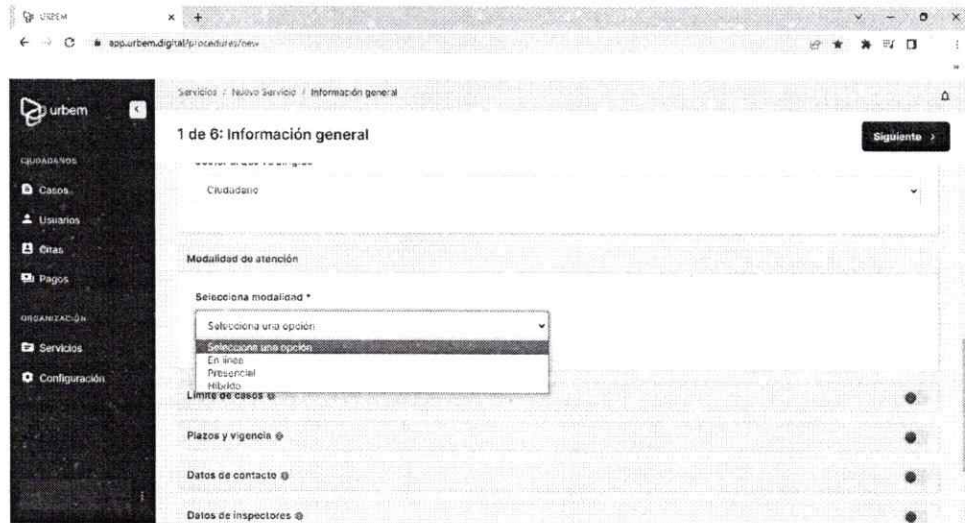 URBEM
app.urbem.digital/procedures/new
urbem
Servicios / Nuevo Servicio / Información general
1 de 6: Información general
Siguiente >
CIUDADANOS
Casos
Usuarios
Citas
Pagos
ORGANIZACIÓN
Servicios
Configuración
Ciudadano
Modalidad de atención
Selecciona modalidad *
Selecciona una opción
Selecciona una opción
En línea
Presencial
Híbrido
Límite de casos
Plazos y vigencia
Datos de contacto
Datos de inspectores